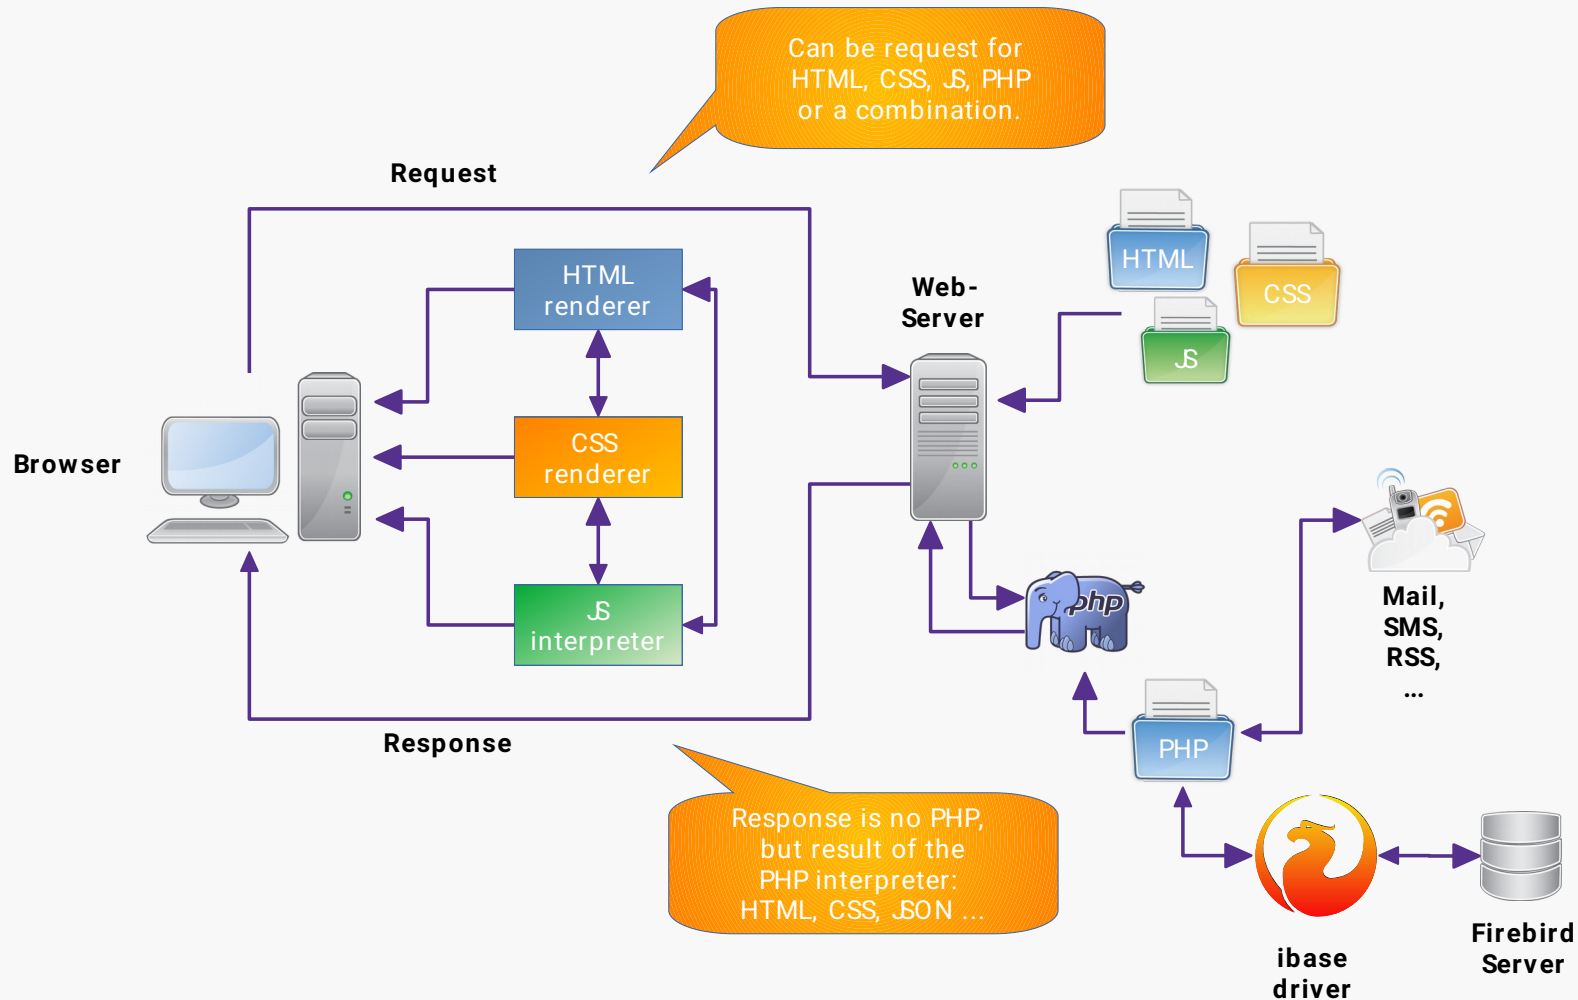 Can be request for
HTML, CSS, JS, PHP
or a combination.
Request
HTML
renderer
HTML
CSS
Web-
Server
JS
CSS
renderer
Browser
JS
interpreter
php
Mail,
SMS,
RSS,
...
Response
PHP
Response is no PHP,
but result of the
PHP interpreter:
HTML, CSS, JSON ...
Firebird
Server
ibase
driver